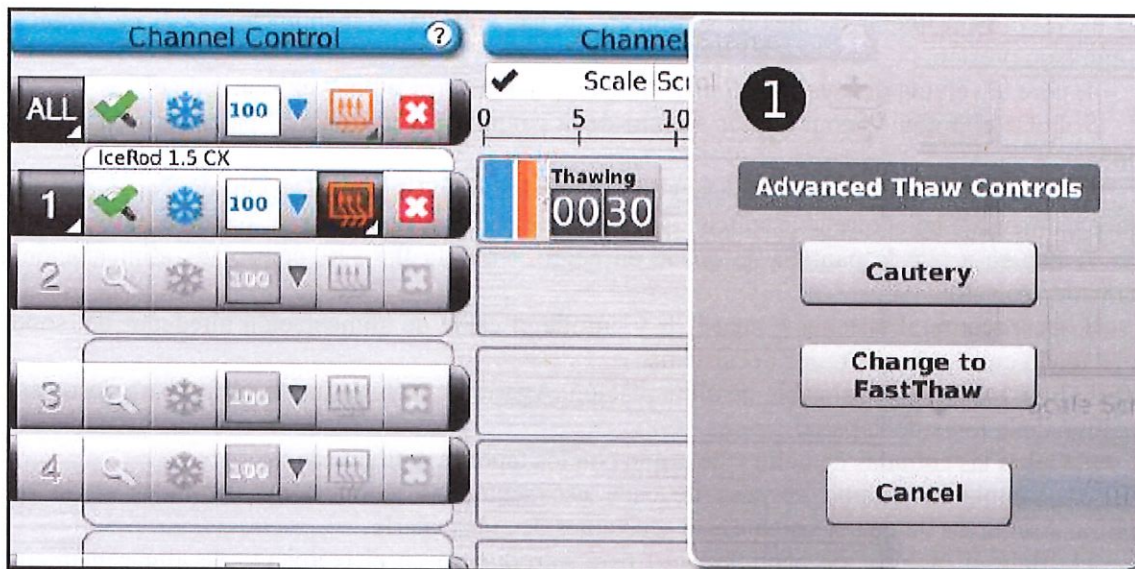 Channel Control ?
Channel
Scale Scr
0 5 10
ALL 100
IceRod 1.5 CX
1 100
Thawing
00 30
2 100
3 100
4 100
1
Advanced Thaw Controls
Cautery
Change to
FastThaw
Cancel